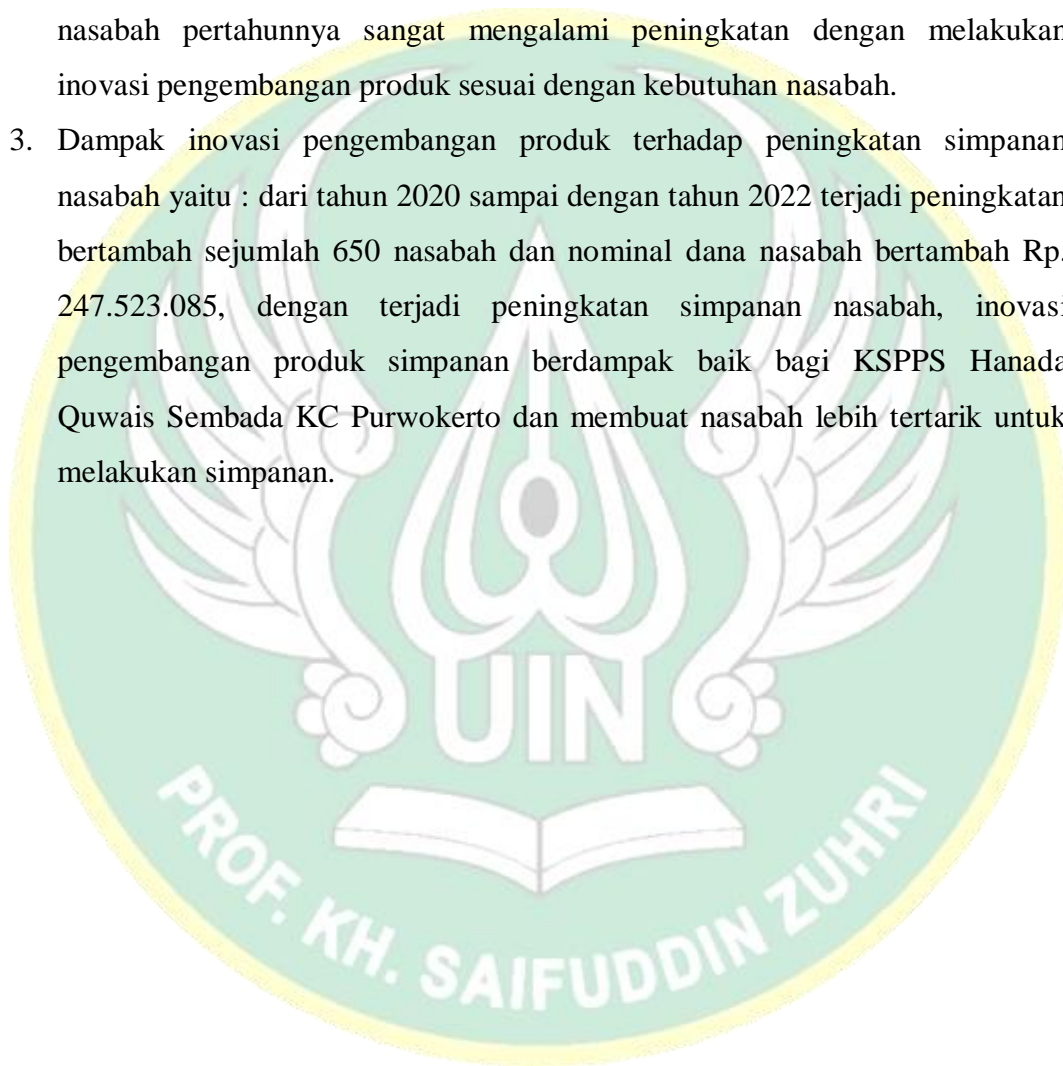 nasabah pertahunnya sangat mengalami peningkatan dengan melakukan
inovasi pengembangan produk sesuai dengan kebutuhan nasabah.
3. Dampak inovasi pengembangan produk terhadap peningkatan simpanan
nasabah yaitu : dari tahun 2020 sampai dengan tahun 2022 terjadi peningkatan
bertambah sejumlah 650 nasabah dan nominal dana nasabah bertambah Rp.
247.523.085, dengan terjadi peningkatan simpanan nasabah, inovasi
pengembangan produk simpanan berdampak baik bagi KSPPS Hanada
Quwais Sembada KC Purwokerto dan membuat nasabah lebih tertarik untuk
melakukan simpanan.
UIN
PROF. KH. SAIFUDDIN ZUHRI